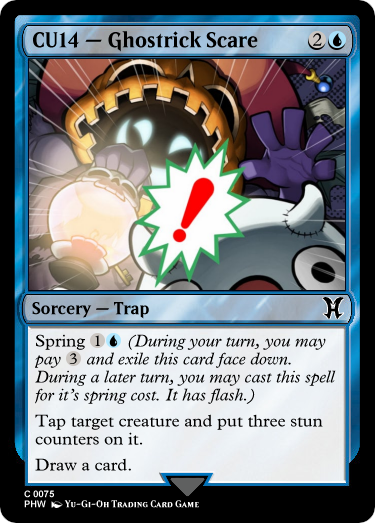 CU14 — Ghostrick Scare 2
Sorcery — Trap
Spring 1 (During your turn, you may
pay 3 and exile this card face down.
During a later turn, you may cast this spell
for it's spring cost. It has flash.)
Tap target creature and put three stun
counters on it.
Draw a card.
C 0075
PHW Yu-Gi-Oh Trading Card Game